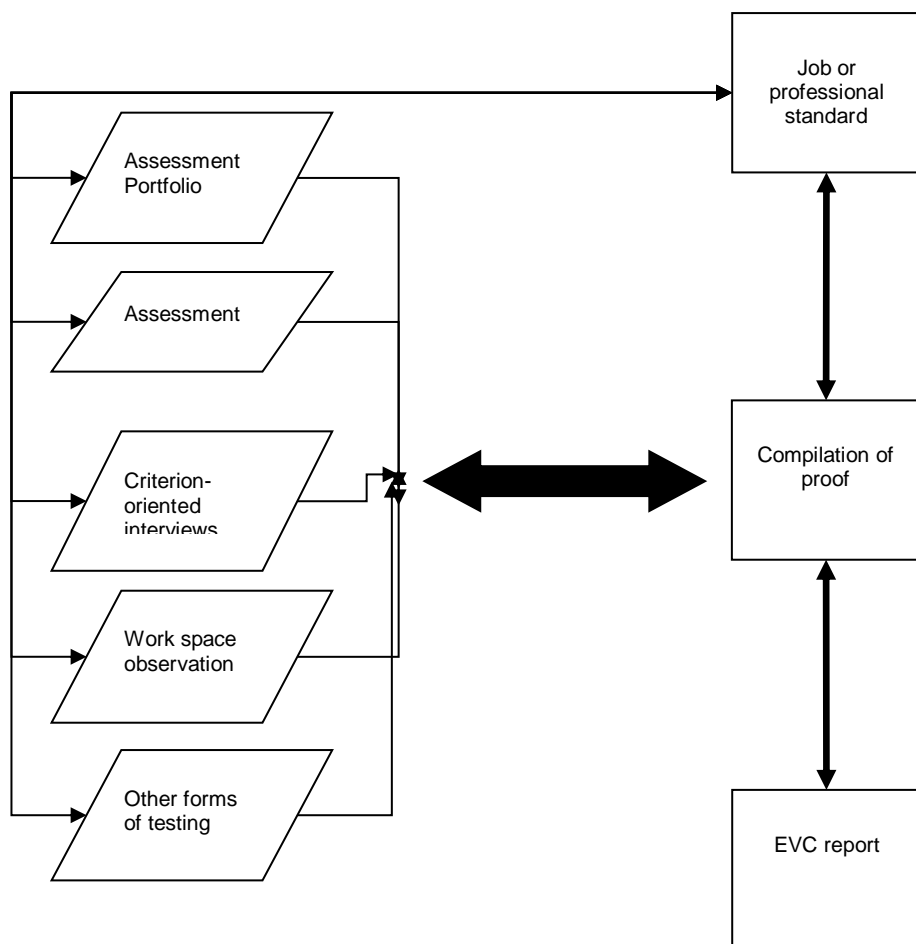 Job or
professional
standard
Assessment
Portfolio
Assessment
Criterion-
oriented
interviews
Compilation of
proof
Work space
observation
Other forms
of testing
EVC report